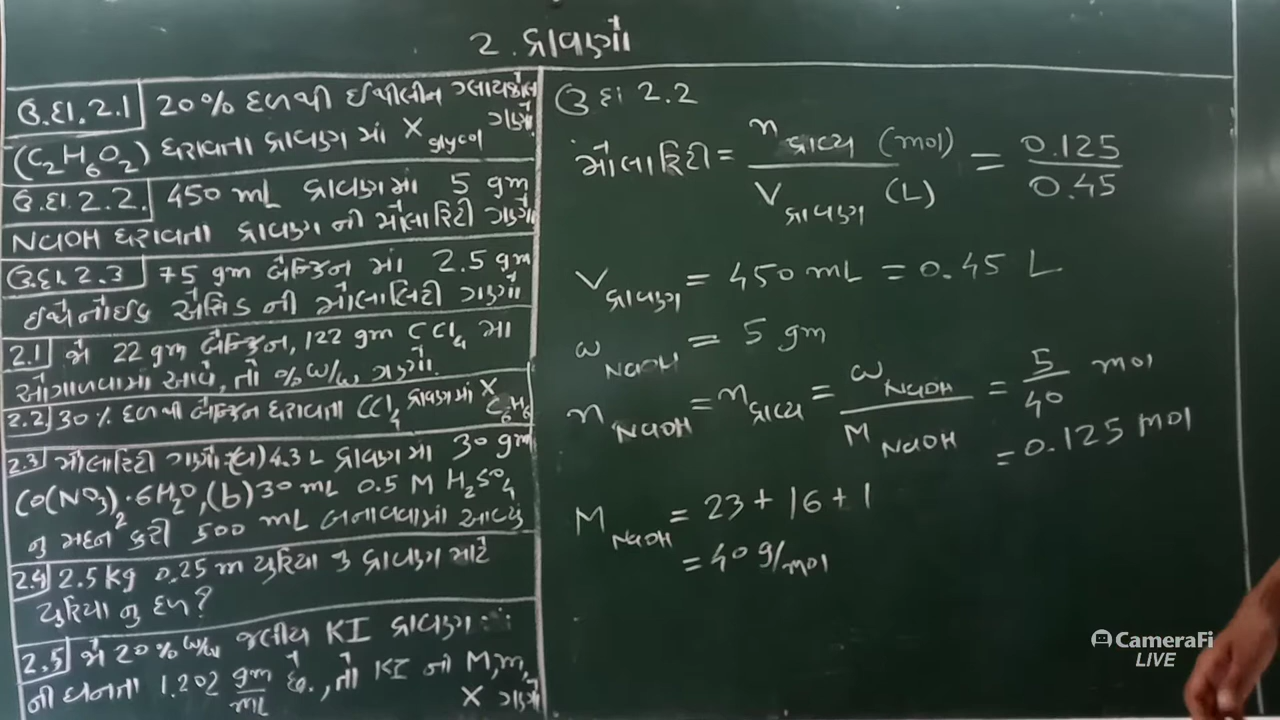 2. દ્રાવણો
ઉ.દા.2.1 20% દળથી ઈથીલીન ગ્લાયકોલ
(C₂H₆O₂) ધરાવતા દ્રાવણ માં X glycol ગણો
ઉ.દા.2.2. 450 mL દ્રાવણમાં 5 gm
NaOH ધરાવતા દ્રાવણ ની મોલારિટી ગણો
ઉ.દા.2.3 75 gm બેન્ઝિન માં 2.5 gm
ઈથેનોઈક એસિડ ની મોલાલિટી ગણો
2.1 જો 22 gm બેન્ઝિન, 122 gm CCl₄ મા
ઓગાળવામાં આવે, તો % w/w ગણો.
2.2 30% દળથી બેન્ઝિન ધરાવતા CCl₄ દ્રાવણમાં X C₆H₆
2.3 મોલારિટી ગણો (a) 4.3 L દ્રાવણમા 30 gm
Co(NO₃)₂·6H₂O, (b) 30 mL 0.5 M H₂SO₄
નુ મંદન કરી 500 mL બનાવવામાં આવ્યું
2.4 2.5 kg 0.25 m યુરિયા ના દ્રાવણ માટે
યુરિયા નુ દળ?
2.5 જો 20% w/w જલીય KI દ્રાવણ
ની ઘનતા 1.202 gm/mL છે., તો KI ની M, m,
X ગણો
ઉદા 2.2
મોલારિટી = n દ્રાવ્ય (mol) / V દ્રાવણ (L) = 0.125 / 0.45
V દ્રાવણ = 450 mL = 0.45 L
ω NaOH = 5 gm
n NaOH = n દ્રાવ્ય = ω NaOH / M NaOH = 5/40 mol
= 0.125 mol
M NaOH = 23 + 16 + 1
= 40 g/mol
CameraFi
LIVE